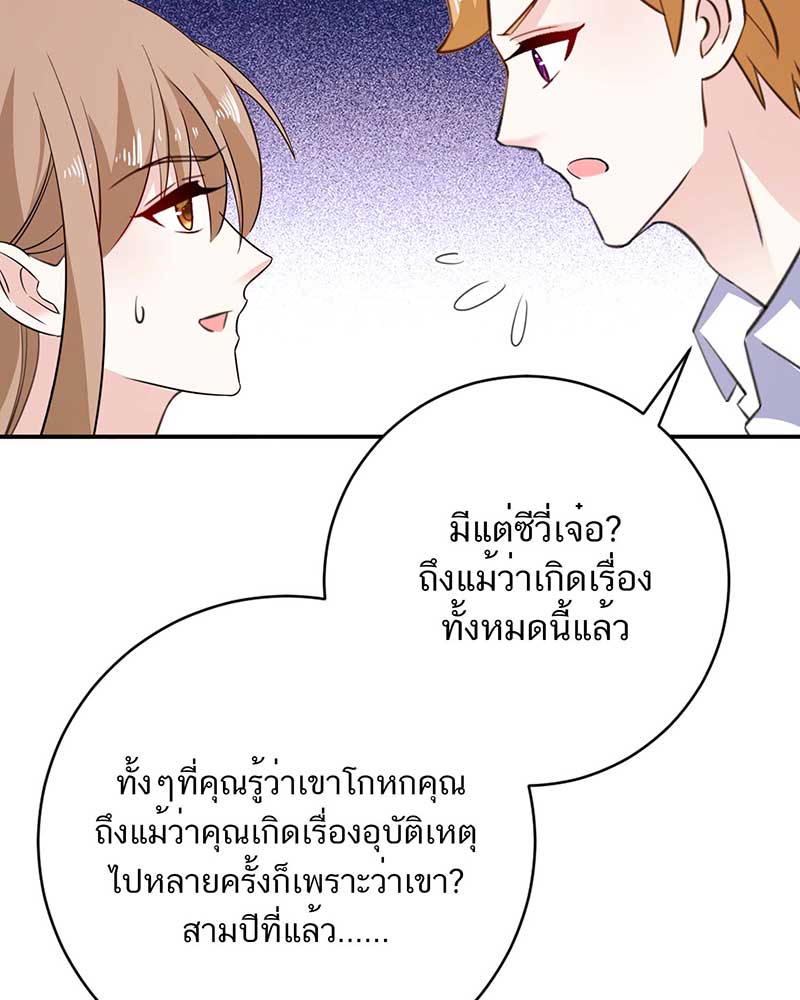 มีแต่ซีวี่เจ๋อ?
ถึงแม้ว่าเกิดเรื่อง
ทั้งหมดนี้แล้ว
ทั้งๆที่คุณรู้ว่าเขาโกหกคุณ
ถึงแม้ว่าคุณเกิดเรื่องอุบัติเหตุ
ไปหลายครั้งก็เพราะว่าเขา?
สามปีที่แล้ว......